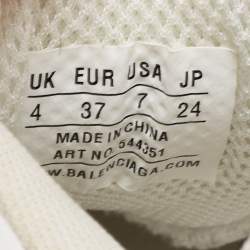 UK EUR USA JP
4 37 7 24
MADE IN CHINA
ART NO. 544351
WWW.BALENCIAGA.COM